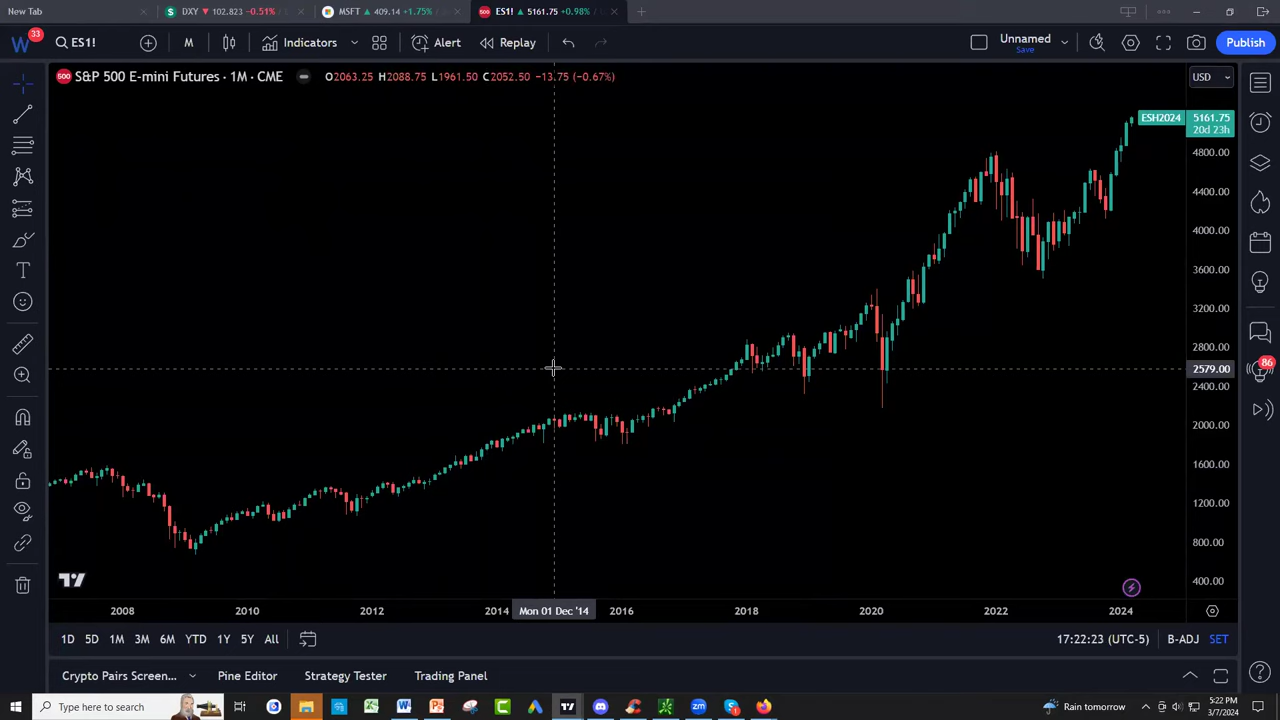 New Tab
DXY ▼ 102.823 −0.51%
MSFT ▲ 409.14 +1.75%
ES1! ▲ 5161.75 +0.98%
W
33
ES1!
M
Indicators
Alert
Replay
Unnamed
Save
Publish
500 S&P 500 E-mini Futures · 1M · CME
O2063.25 H2088.75 L1961.50 C2052.50 −13.75 (−0.67%)
USD
ESH2024 5161.75
20d 23h
4800.00
4400.00
4000.00
3600.00
3200.00
2800.00
2579.00
2400.00
2000.00
1600.00
1200.00
800.00
400.00
86
2008 2010 2012 2014 Mon 01 Dec '14 2016 2018 2020 2022 2024
1D 5D 1M 3M 6M YTD 1Y 5Y All
17:22:23 (UTC-5) B-ADJ SET
Crypto Pairs Screen... Pine Editor Strategy Tester Trading Panel
Type here to search
Rain tomorrow
5:22 PM
3/7/2024